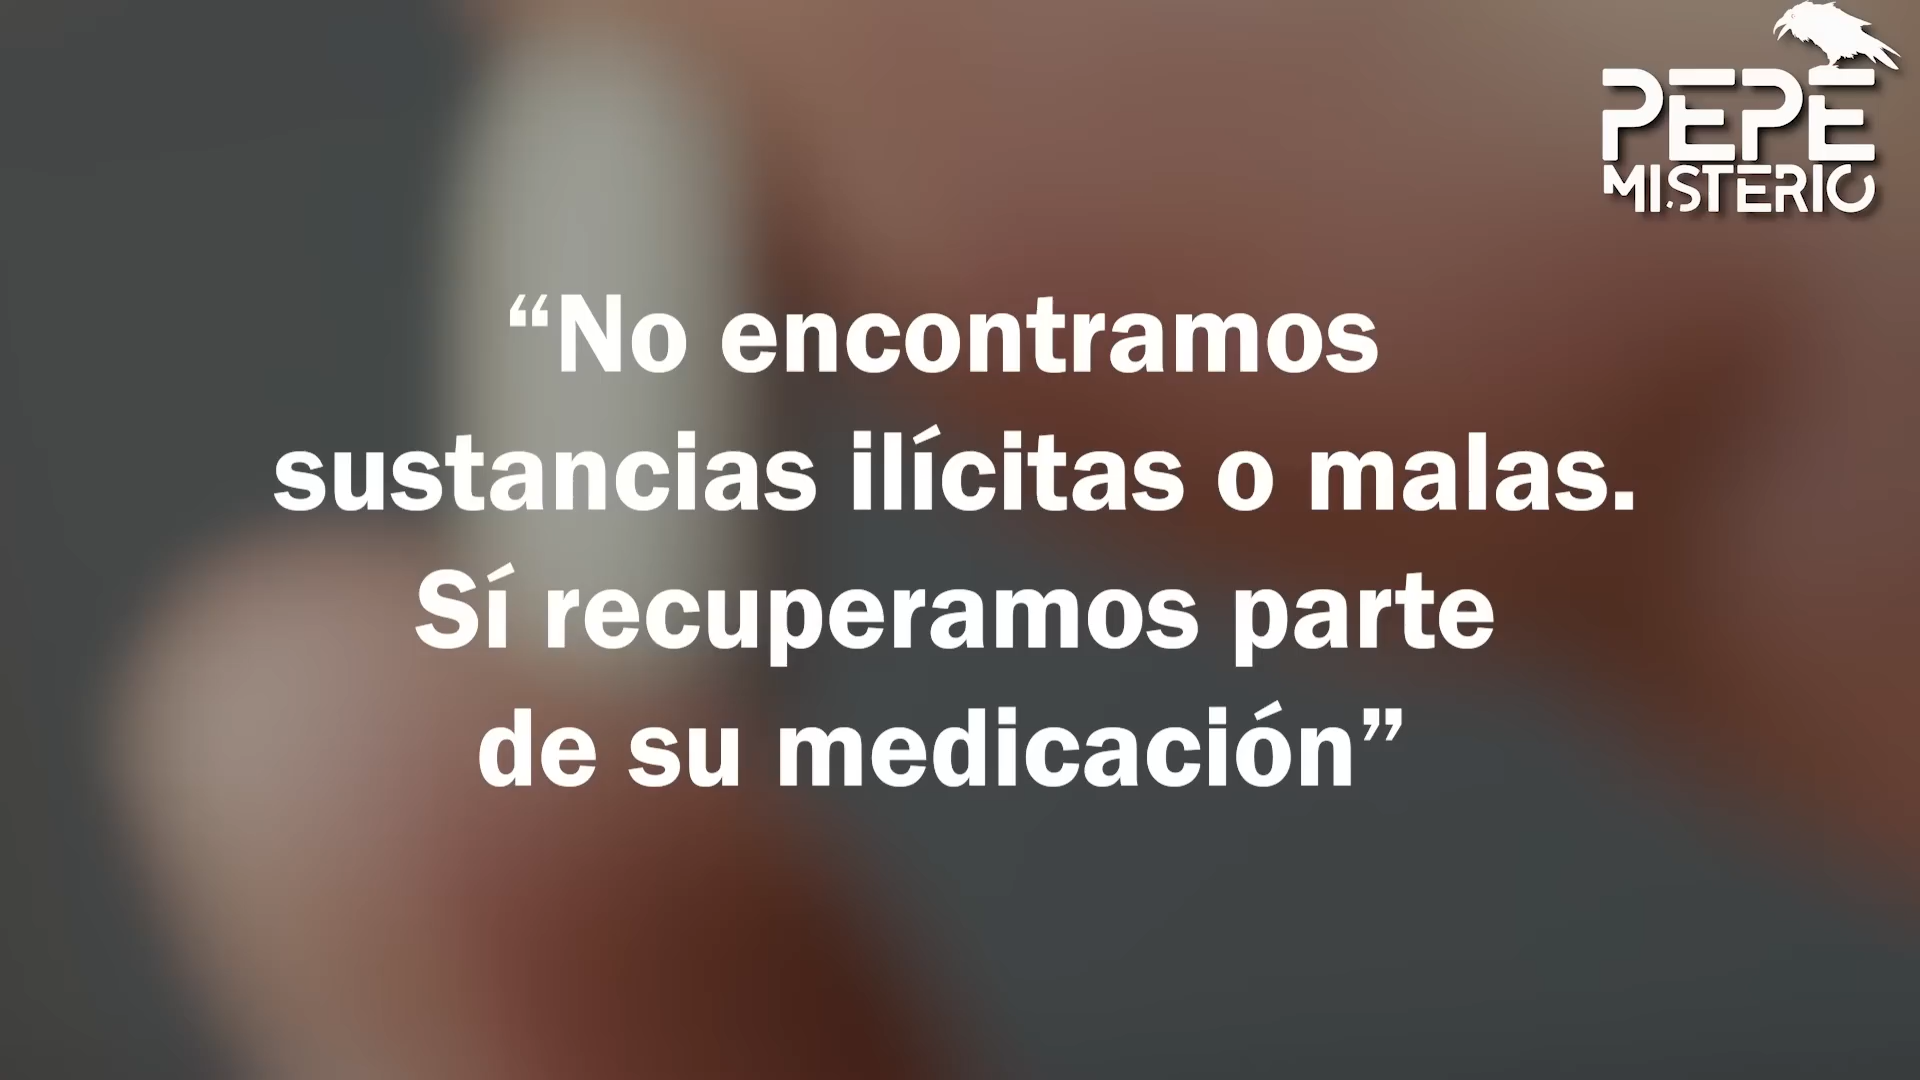 PEPE
MISTERIO
“No encontramos
sustancias ilícitas o malas.
Sí recuperamos parte
de su medicación”